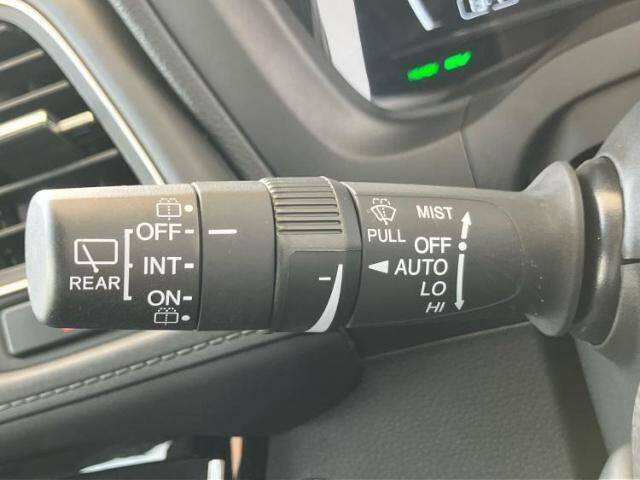 REAR
OFF
INT
ON
PULL
MIST
OFF
AUTO
LO
HI